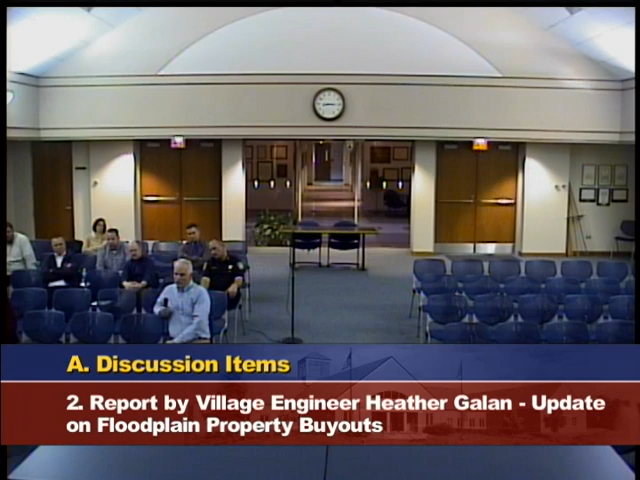 A. Discussion Items
2. Report by Village Engineer Heather Galan - Update
on Floodplain Property Buyouts